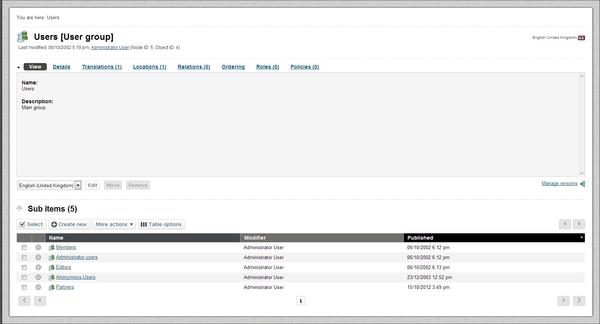 You are here: Users
Users [User group]
English (United Kingdom)
Last modified: 06/10/2002 5:19 pm, Administrator User (Node ID: 5, Object ID: 4)
View Details Translations (1) Locations (1) Relations (0) Ordering Roles (0) Policies (0)
Name:
Users
Description:
Main group
English (United Kingdom) Edit Move Remove Manage versions
Sub items (5)
Select Create new More actions Table options
Name Modifier Published
Members Administrator User 06/10/2002 6:12 pm
Administrator users Administrator User 06/10/2002 6:12 pm
Editors Administrator User 06/10/2002 6:13 pm
Anonymous Users Administrator User 23/12/2003 12:52 pm
Partners Administrator User 15/10/2012 3:49 pm
1